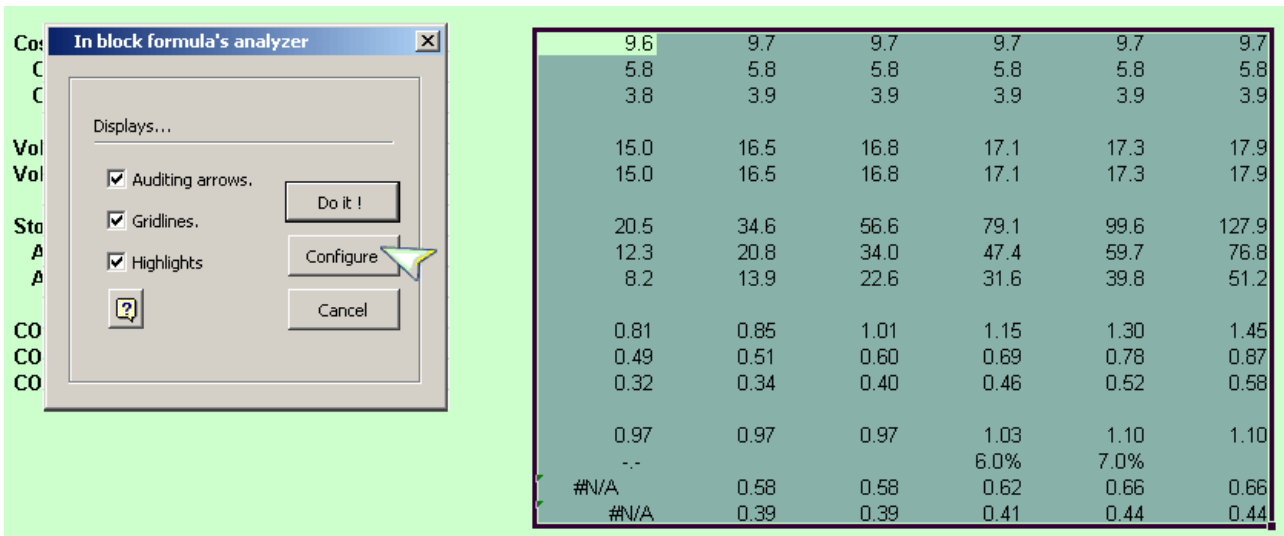 In block formula's analyzer
Displays...
Auditing arrows.
Gridlines.
Highlights
Do it !
Configure
Cancel
Cos 9.6 9.7 9.7 9.7 9.7 9.7
C 5.8 5.8 5.8 5.8 5.8 5.8
C 3.8 3.9 3.9 3.9 3.9 3.9
Vol 15.0 16.5 16.8 17.1 17.3 17.9
Vol 15.0 16.5 16.8 17.1 17.3 17.9
Sto 20.5 34.6 56.6 79.1 99.6 127.9
A 12.3 20.8 34.0 47.4 59.7 76.8
A 8.2 13.9 22.6 31.6 39.8 51.2
CO 0.81 0.85 1.01 1.15 1.30 1.45
CO 0.49 0.51 0.60 0.69 0.78 0.87
CO 0.32 0.34 0.40 0.46 0.52 0.58
0.97 0.97 0.97 1.03 1.10 1.10
-.- 6.0% 7.0%
#N/A 0.58 0.58 0.62 0.66 0.66
#N/A 0.39 0.39 0.41 0.44 0.44